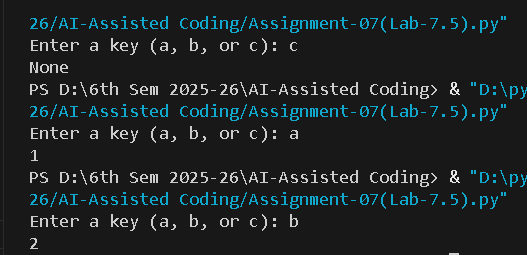 26/AI-Assisted Coding/Assignment-07(Lab-7.5).py"
Enter a key (a, b, or c): c
None
PS D:\6th Sem 2025-26\AI-Assisted Coding> & "D:\py
26/AI-Assisted Coding/Assignment-07(Lab-7.5).py"
Enter a key (a, b, or c): a
1
PS D:\6th Sem 2025-26\AI-Assisted Coding> & "D:\py
26/AI-Assisted Coding/Assignment-07(Lab-7.5).py"
Enter a key (a, b, or c): b
2